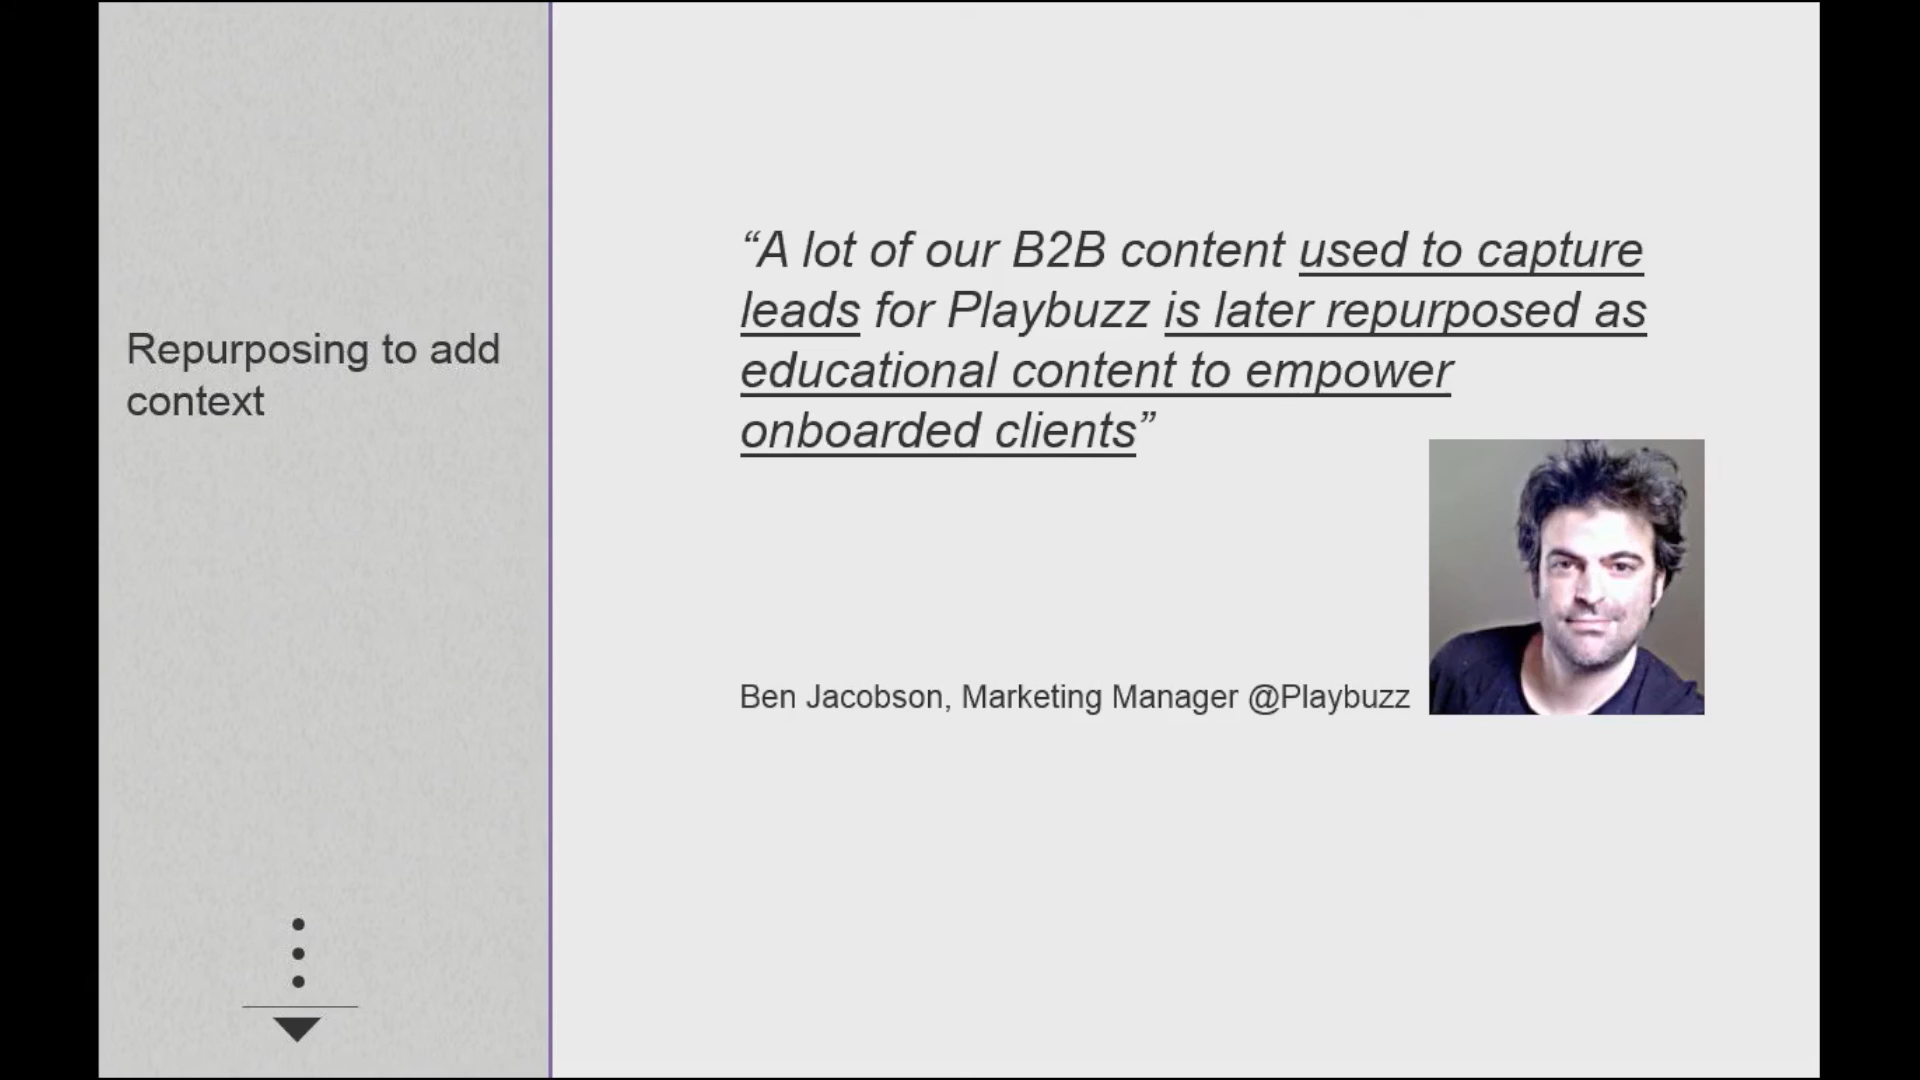 Repurposing to add
context
“A lot of our B2B content used to capture
leads for Playbuzz is later repurposed as
educational content to empower
onboarded clients”
Ben Jacobson, Marketing Manager @Playbuzz